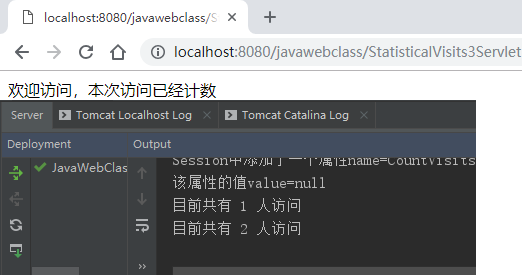 localhost:8080/javawebclass/S
localhost:8080/javawebclass/StatisticalVisits3Servlet
欢迎访问，本次访问已经计数
Server
Tomcat Localhost Log
Tomcat Catalina Log
Deployment
Output
JavaWebClas
Session中添加了一个属性name=CountVisits
该属性的值value=null
目前共有 1 人访问
目前共有 2 人访问